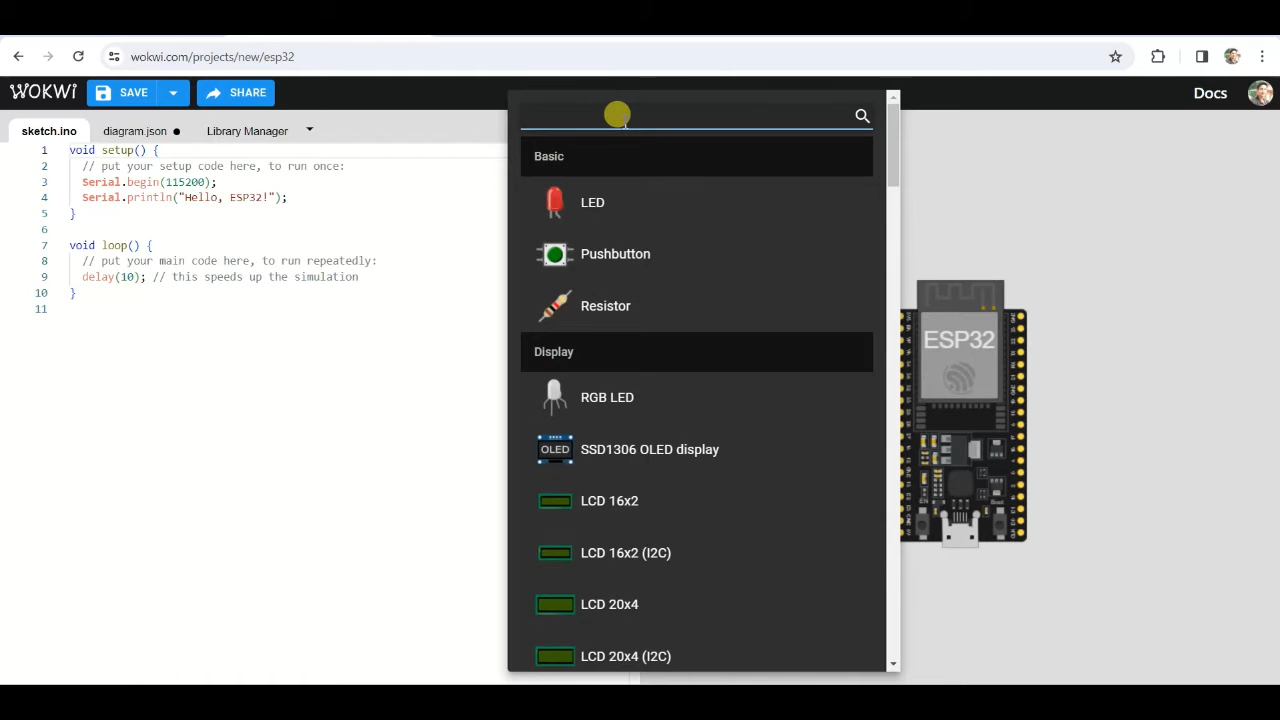 wokwi.com/projects/new/esp32
WOKWI SAVE SHARE Docs
sketch.ino diagram.json Library Manager
1 void setup() {
2 // put your setup code here, to run once:
3 Serial.begin(115200);
4 Serial.println("Hello, ESP32!");
5 }
6
7 void loop() {
8 // put your main code here, to run repeatedly:
9 delay(10); // this speeds up the simulation
10 }
11
Basic
LED
Pushbutton
Resistor
Display
RGB LED
OLED SSD1306 OLED display
LCD 16x2
LCD 16x2 (I2C)
LCD 20x4
LCD 20x4 (I2C)
ESP32